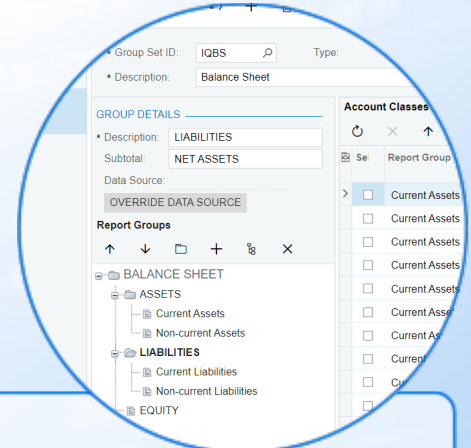 * Group Set ID: IQBS Type:
* Description: Balance Sheet
GROUP DETAILS
* Description: LIABILITIES
Subtotal: NET ASSETS
Data Source:
OVERRIDE DATA SOURCE
Report Groups
BALANCE SHEET
ASSETS
Current Assets
Non-current Assets
LIABILITIES
Current Liabilities
Non-current Liabilities
EQUITY
Account Classes
Report Group
Current Assets
Current Assets
Current Assets
Current Assets
Current Assets
Current
Current